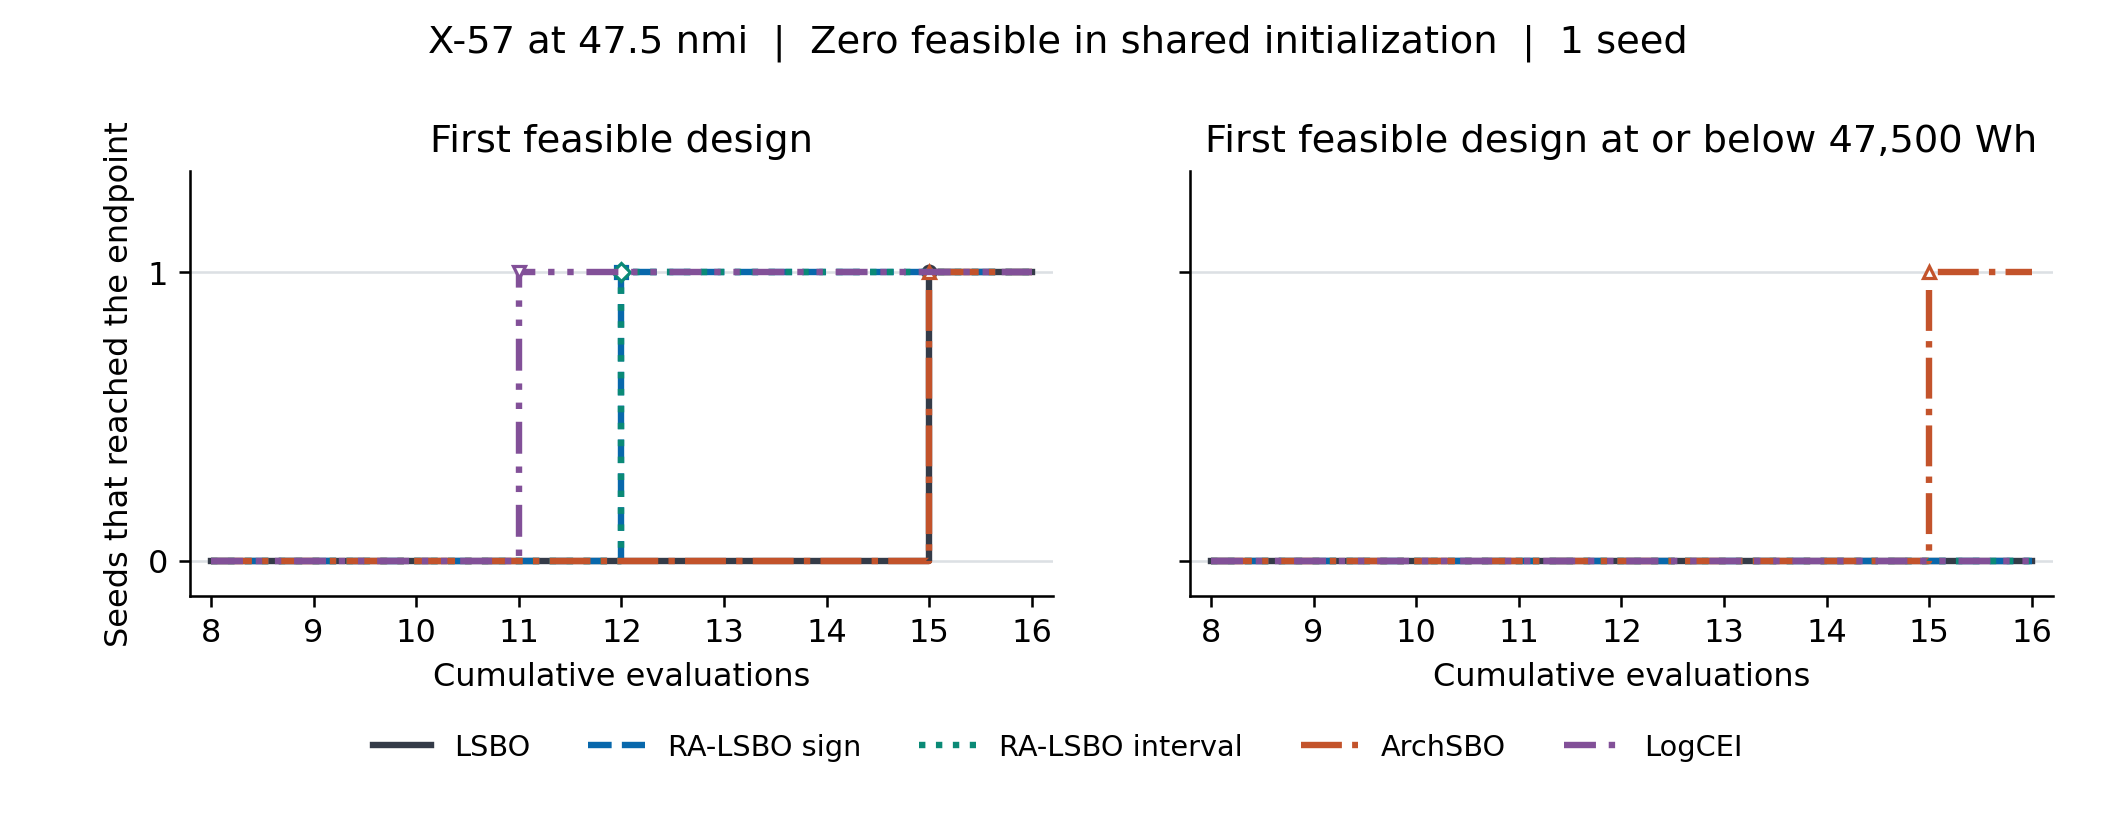 X-57 at 47.5 nmi | Zero feasible in shared initialization | 1 seed
First feasible design
Seeds that reached the endpoint
1
0
8 9 10 11 12 13 14 15 16
Cumulative evaluations
First feasible design at or below 47,500 Wh
8 9 10 11 12 13 14 15 16
Cumulative evaluations
LSBO RA-LSBO sign RA-LSBO interval ArchSBO LogCEI